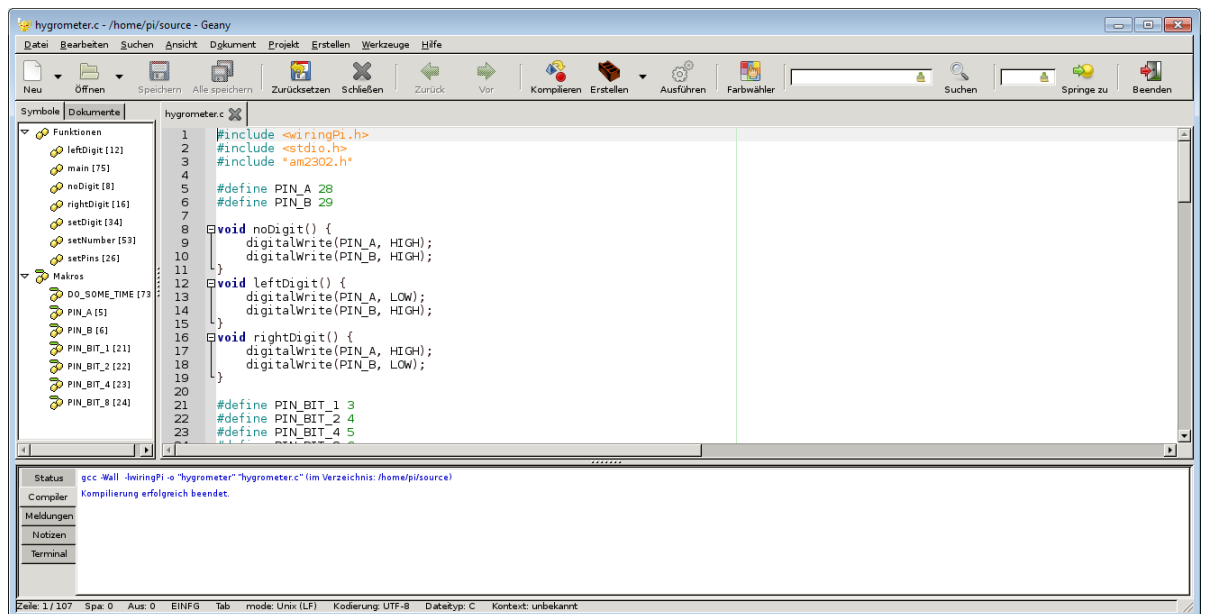 hygrometer.c - /home/pi/source - Geany
Datei Bearbeiten Suchen Ansicht Dokument Projekt Erstellen Werkzeuge Hilfe
Neu Öffnen Speichern Alle speichern Zurücksetzen Schließen Zurück Vor Kompilieren Erstellen Ausführen Farbwähler Suchen Springe zu Beenden
Symbole Dokumente
Funktionen
leftDigit [12]
main [75]
noDigit [8]
rightDigit [16]
setDigit [34]
setNumber [53]
setPins [26]
Makros
DO_SOME_TIME [73
PIN_A [5]
PIN_B [6]
PIN_BIT_1 [21]
PIN_BIT_2 [22]
PIN_BIT_4 [23]
PIN_BIT_8 [24]
hygrometer.c
1 #include <wiringPi.h>
2 #include <stdio.h>
3 #include "am2302.h"
4
5 #define PIN_A 28
6 #define PIN_B 29
7
8 void noDigit() {
9 digitalWrite(PIN_A, HIGH);
10 digitalWrite(PIN_B, HIGH);
11 }
12 void leftDigit() {
13 digitalWrite(PIN_A, LOW);
14 digitalWrite(PIN_B, HIGH);
15 }
16 void rightDigit() {
17 digitalWrite(PIN_A, HIGH);
18 digitalWrite(PIN_B, LOW);
19 }
20
21 #define PIN_BIT_1 3
22 #define PIN_BIT_2 4
23 #define PIN_BIT_4 5
Status
Compiler
Meldungen
Notizen
Terminal
gcc -Wall -lwiringPi -o "hygrometer" "hygrometer.c" (im Verzeichnis: /home/pi/source)
Kompilierung erfolgreich beendet.
Zeile: 1 / 107 Spa: 0 Aus: 0 EINFG Tab mode: Unix (LF) Kodierung: UTF-8 Dateityp: C Kontext: unbekannt